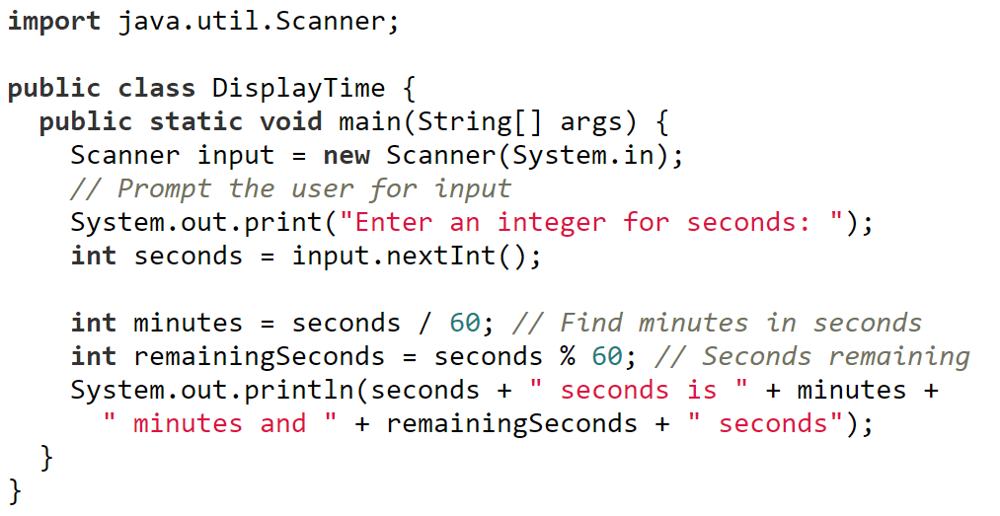 import java.util.Scanner;

public class DisplayTime {
  public static void main(String[] args) {
    Scanner input = new Scanner(System.in);
    // Prompt the user for input
    System.out.print("Enter an integer for seconds: ");
    int seconds = input.nextInt();

    int minutes = seconds / 60; // Find minutes in seconds
    int remainingSeconds = seconds % 60; // Seconds remaining
    System.out.println(seconds + " seconds is " + minutes +
      " minutes and " + remainingSeconds + " seconds");
  }
}